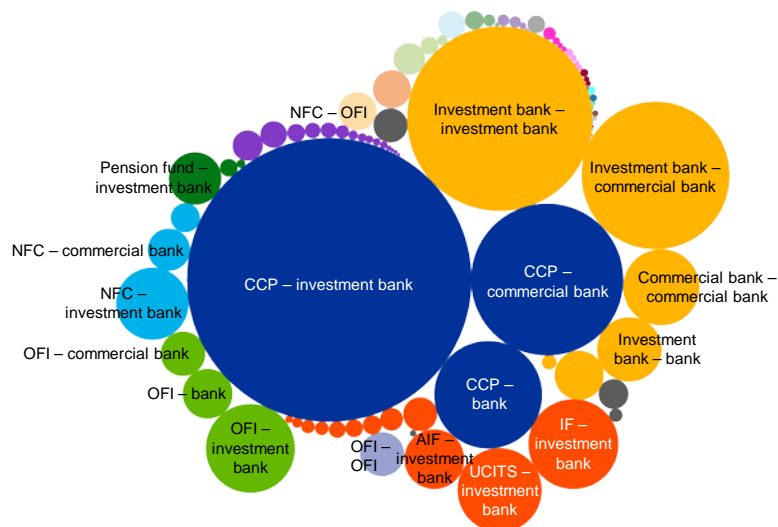 NFC – OFI
Investment bank –
investment bank
Pension fund –
investment bank
Investment bank –
commercial bank
NFC – commercial bank
CCP – investment bank
CCP –
commercial bank
Commercial bank –
commercial bank
NFC –
investment bank
OFI – commercial bank
Investment
bank – bank
OFI – bank
CCP –
bank
OFI –
investment
bank
OFI –
OFI
AIF –
investment
bank
IF –
investment
bank
UCITS –
investment
bank